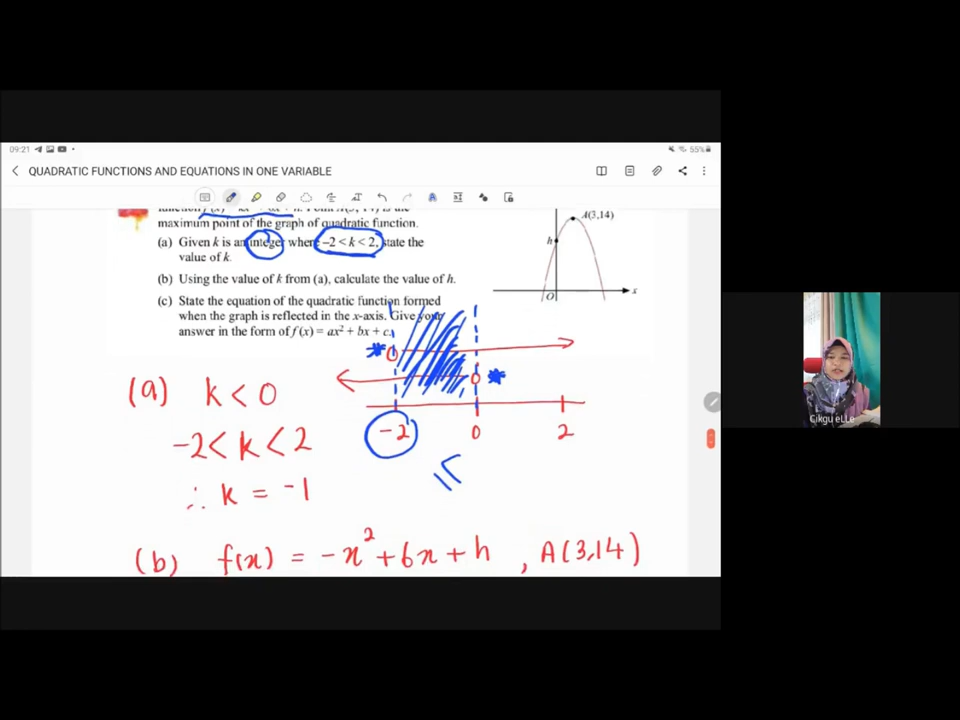 09:21
55%
QUADRATIC FUNCTIONS AND EQUATIONS IN ONE VARIABLE
maximum point of the graph of quadratic function.
(a) Given k is an integer where −2 < k < 2, state the
value of k.
(b) Using the value of k from (a), calculate the value of h.
(c) State the equation of the quadratic function formed
when the graph is reflected in the x-axis. Give your
answer in the form of f(x) = ax² + bx + c.
A(3,14)
h
O
x
(a) k < 0
-2 < k < 2
∴ k = -1
-2 0 2
(b) f(x) = -x² + 6x + h , A(3,14)
Cikgu eLLe